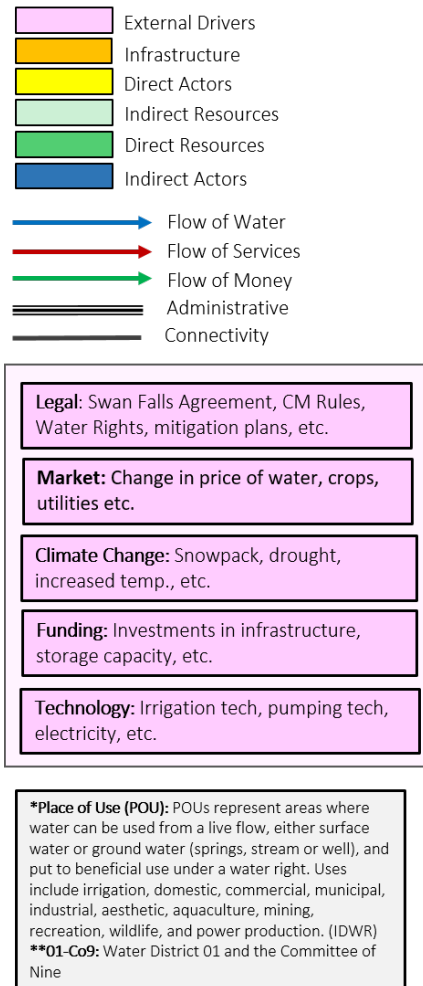 External Drivers
Infrastructure
Direct Actors
Indirect Resources
Direct Resources
Indirect Actors
Flow of Water
Flow of Services
Flow of Money
Administrative
Connectivity
Legal: Swan Falls Agreement, CM Rules,
Water Rights, mitigation plans, etc.
Market: Change in price of water, crops,
utilities etc.
Climate Change: Snowpack, drought,
increased temp., etc.
Funding: Investments in infrastructure,
storage capacity, etc.
Technology: Irrigation tech, pumping tech,
electricity, etc.
*Place of Use (POU): POUs represent areas where
water can be used from a live flow, either surface
water or ground water (springs, stream or well), and
put to beneficial use under a water right. Uses
include irrigation, domestic, commercial, municipal,
industrial, aesthetic, aquaculture, mining,
recreation, wildlife, and power production. (IDWR)
**01-Co9: Water District 01 and the Committee of
Nine